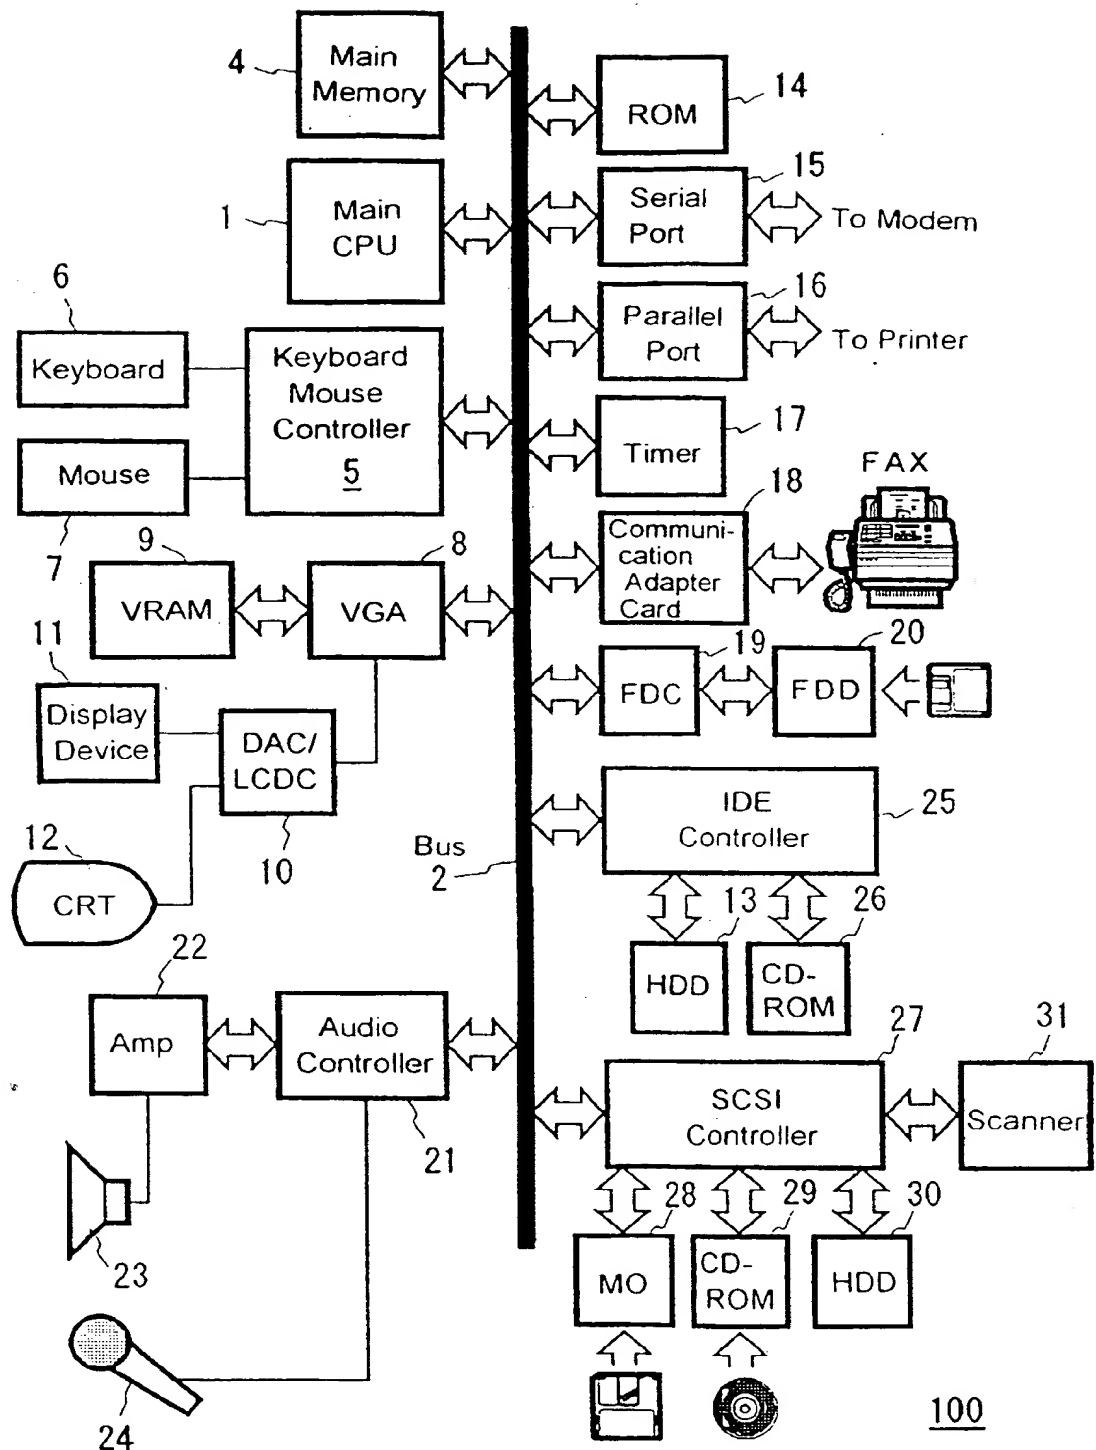 4
Main
Memory
ROM
14
1
Main
CPU
Serial
Port
15
To Modem
6
Keyboard
Keyboard
Mouse
Controller
5
Mouse
7
Parallel
Port
16
To Printer
Timer
17
FAX
Communi-
cation
Adapter
Card
18
9
VRAM
8
VGA
11
Display
Device
DAC/
LCDC
10
12
CRT
19
FDC
20
FDD
IDE
Controller
25
Bus
2
13
HDD
26
CD-
ROM
22
Amp
Audio
Controller
21
27
SCSI
Controller
31
Scanner
23
24
28
MO
29
CD-
ROM
30
HDD
100